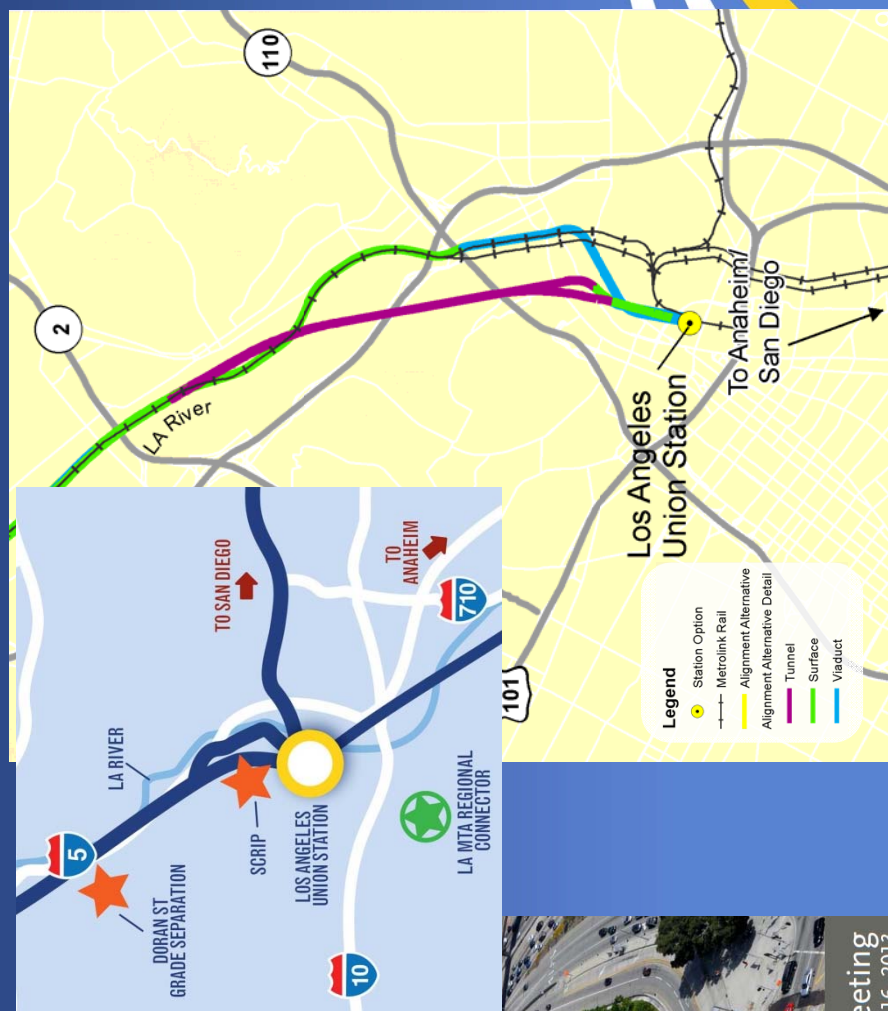 110
2
LA River
Los Angeles
Union Station
To Anaheim/
San Diego
101
Legend
Station Option
Metrolink Rail
Alignment Alternative
Alignment Alternative Detail
Tunnel
Surface
Viaduct
TO SAN DIEGO
TO
ANAHEIM
710
LA RIVER
5
SCRIP
LOS ANGELES
UNION STATION
DORAN ST
GRADE SEPARATION
LA MTA REGIONAL
CONNECTOR
10
eeting